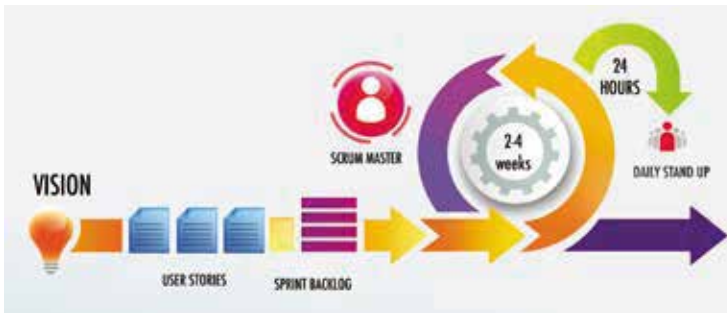 24
HOURS
2-4
weeks
SCRUM MASTER
DAILY STAND UP
VISION
USER STORIES
SPRINT BACKLOG